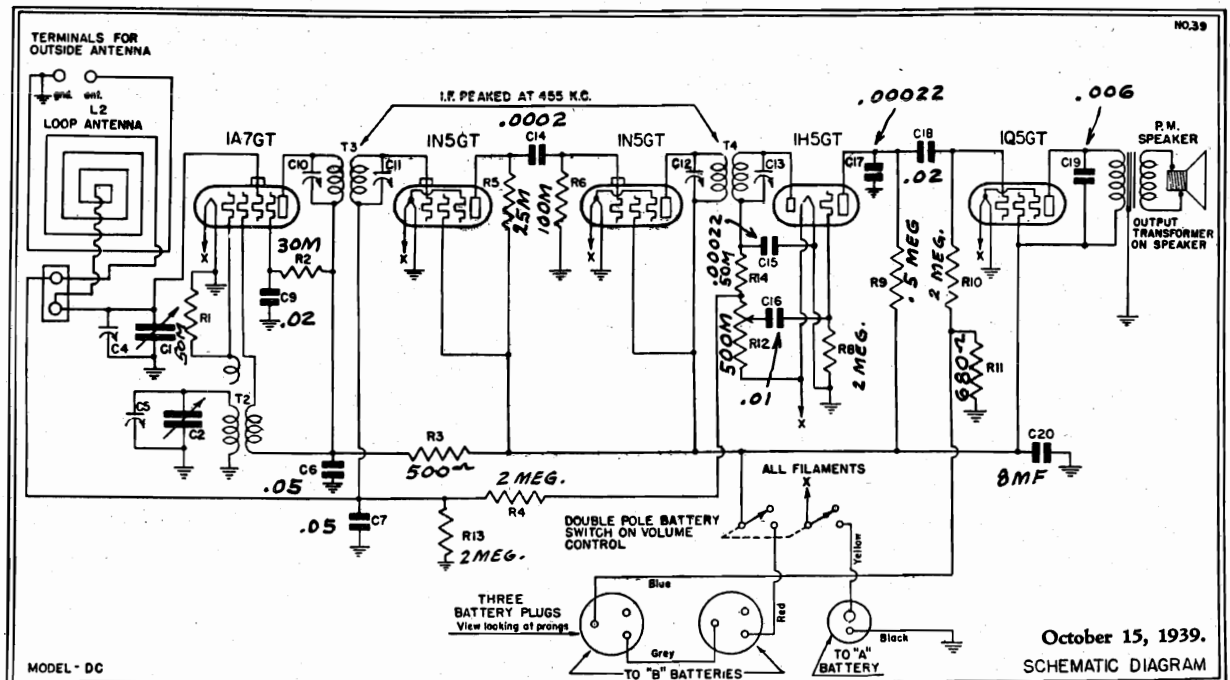 NO.39
TERMINALS FOR
OUTSIDE ANTENNA
gnd. ant.
L2
LOOP ANTENNA
I.F. PEAKED AT 455 K.C.
1A7GT
C10
T3
C11
1N5GT
.0002
C14
R5
25M
R6
100M
1N5GT
C12
T4
C13
1H5GT
.00022
C17
C18
.02
1Q5GT
.006
C19
P.M.
SPEAKER
OUTPUT
TRANSFORMER
ON SPEAKER
X
X
X
X
30M
R2
C9
.02
R1
50M
C4
C1
.00022
C15
50M
R14
C16
500M
R12
.01
R8
2 MEG.
X
R9
.5 MEG
2 MEG.
R10
R11
680Ω
C5
C2
T2
C6
.05
R3
500Ω
C20
8MF
2 MEG.
R4
C7
.05
R13
2MEG.
ALL FILAMENTS
X
DOUBLE POLE BATTERY
SWITCH ON VOLUME
CONTROL
Yellow
Red
Blue
THREE
BATTERY PLUGS
View looking at prongs
Grey
Black
TO "B" BATTERIES
TO "A"
BATTERY
October 15, 1939.
MODEL - DC
SCHEMATIC DIAGRAM